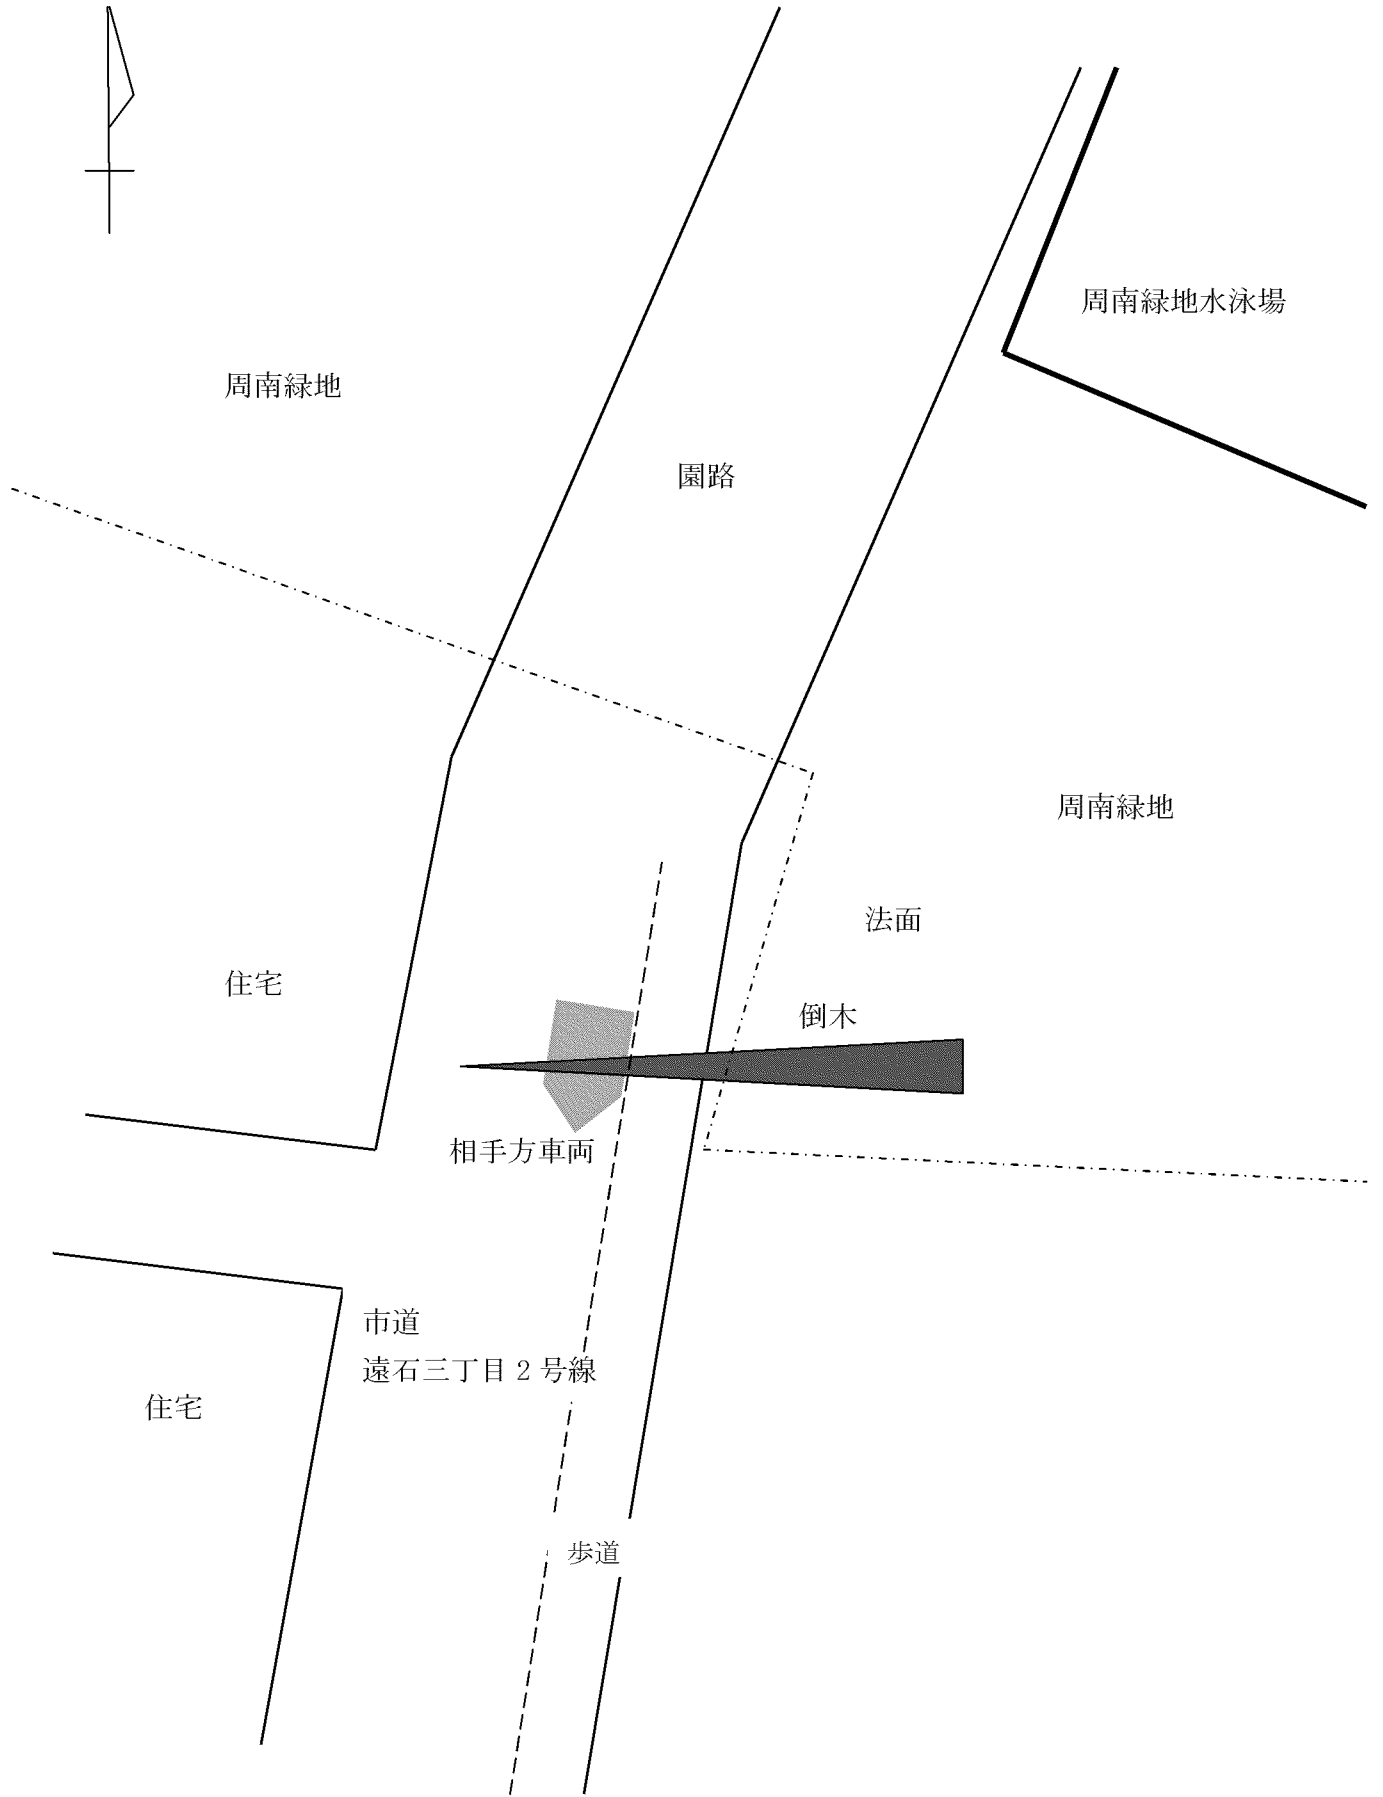 周南緑地水泳場
周南緑地
園路
周南緑地
法面
住宅
倒木
相手方車両
市道
遠石三丁目2号線
住宅
歩道